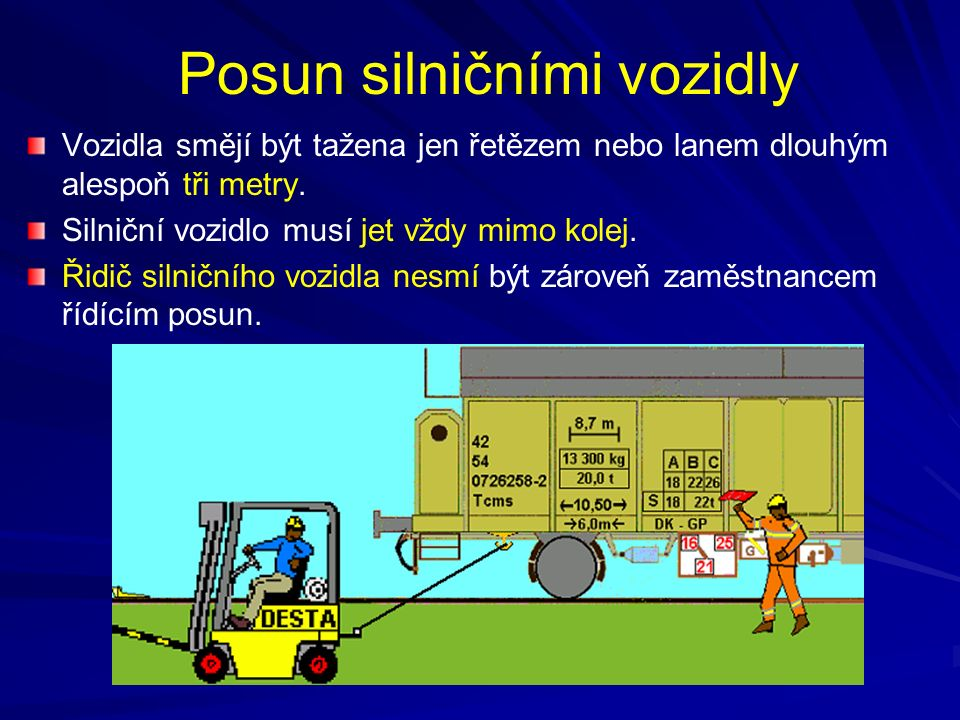 Posun silničními vozidly
Vozidla smějí být tažena jen řetězem nebo lanem dlouhým
alespoň tři metry.
Silniční vozidlo musí jet vždy mimo kolej.
Řidič silničního vozidla nesmí být zároveň zaměstnancem
řídícím posun.
42
54
0726258-2
Tcms
8,7 m
13 300 kg
20,0 t
10,50
6,0m
A B C
18 22 26
S 18 22t
DK - GP
16 25
21
G
DESTA